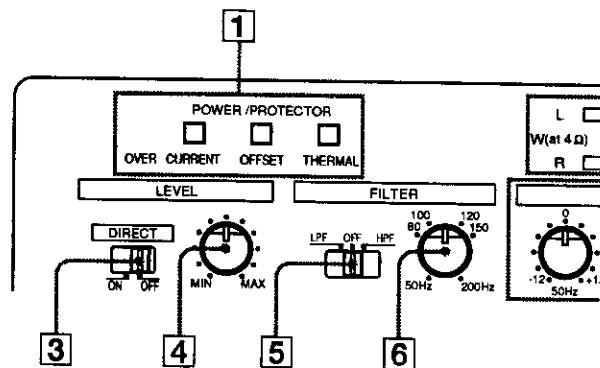 1
POWER /PROTECTOR
OVER CURRENT OFFSET THERMAL
L
W(at 4 Ω)
R
LEVEL FILTER
DIRECT
ON OFF
MIN MAX
LPF OFF HPF
80 100 120 150
50Hz 200Hz
0
-12
50Hz
3 4 5 6